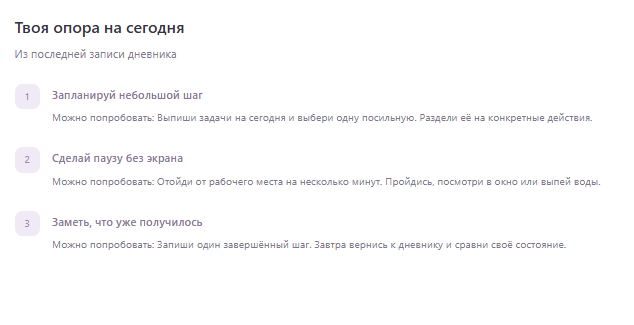 Твоя опора на сегодня
Из последней записи дневника
1
Запланируй небольшой шаг
Можно попробовать: Выпиши задачи на сегодня и выбери одну посильную. Раздели её на конкретные действия.
2
Сделай паузу без экрана
Можно попробовать: Отойди от рабочего места на несколько минут. Пройдись, посмотри в окно или выпей воды.
3
Заметь, что уже получилось
Можно попробовать: Запиши один завершённый шаг. Завтра вернись к дневнику и сравни своё состояние.